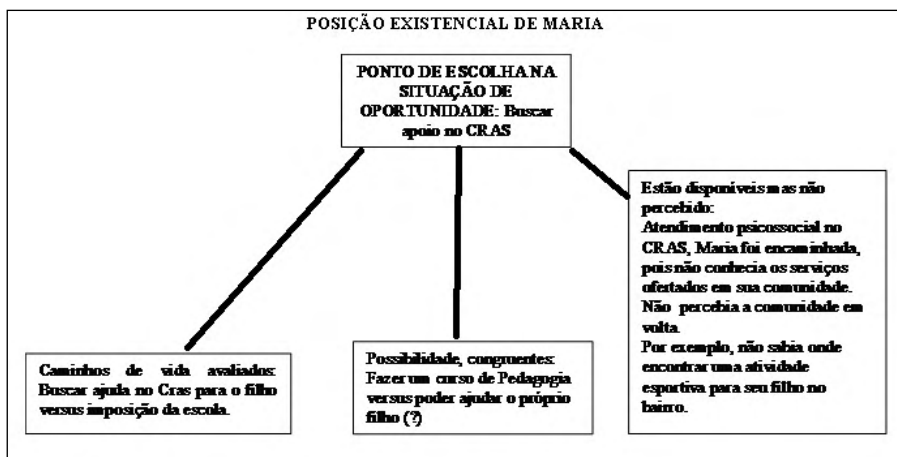 POSIÇÃO EXISTENCIAL DE MARIA
PONTO DE ESCOLHA NA
SITUAÇÃO DE
OPORTUNIDADE: Buscar
apoio no CRAS
Caminhos de vida avaliados:
Buscar ajuda no Cras para o filho
versus imposição da escola.
Possibilidade, congruentes:
Fazer um curso de Pedagogia
versus poder ajudar o próprio
filho (?)
Estão disponíveis mas não
percebido:
Atendimento psicossocial no
CRAS, Maria foi encaminhada,
pois não conhecia os serviços
ofertados em sua comunidade.
Não percebia a comunidade em
volta.
Por exemplo, não sabia onde
encontrar uma atividade
esportiva para seu filho no
bairro.